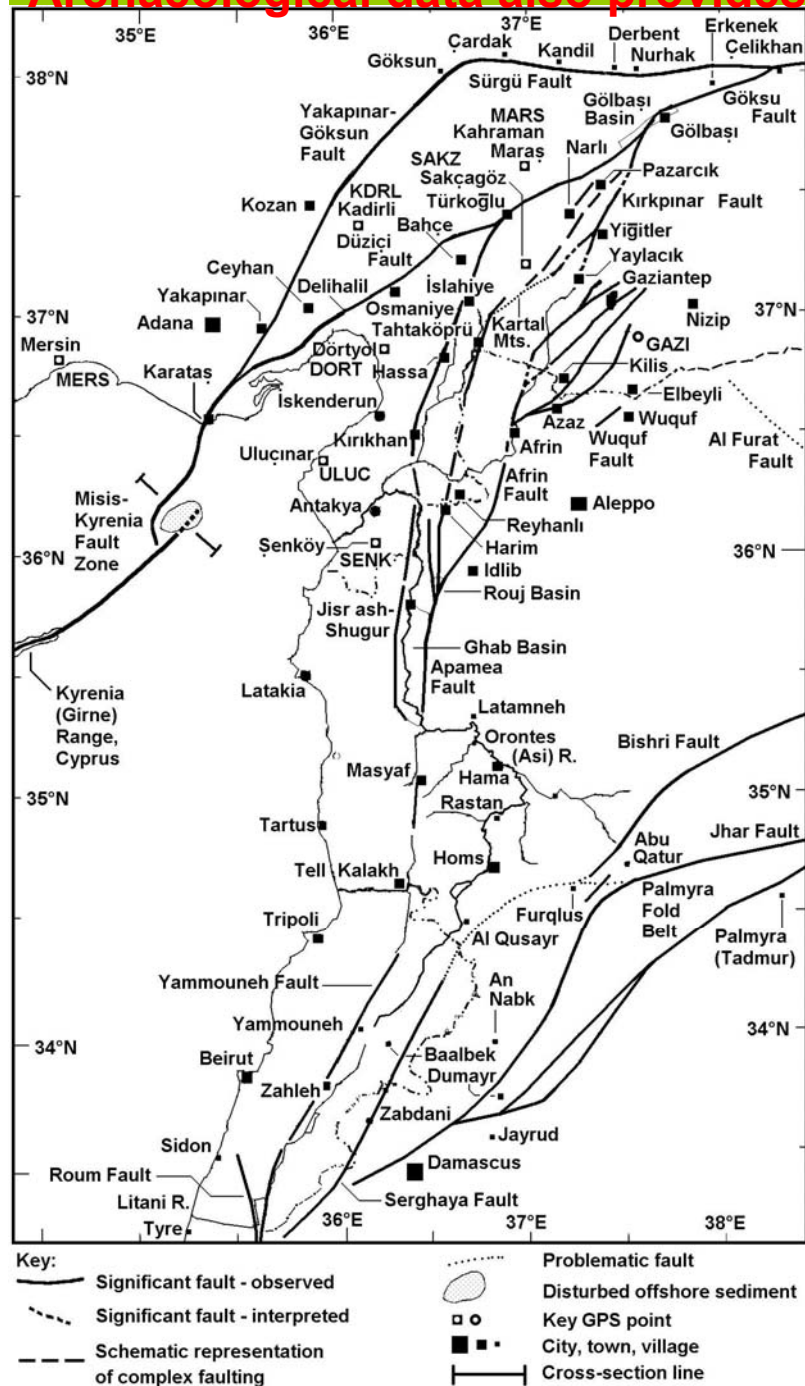 Archaeological data also provides
35°E
36°E
37°E
Erkenek
Çardak
Kandil
Derbent
Nurhak
Çelikhan
Göksun
38°N
Sürgü Fault
Gölbaşı
Basin
Göksu
Fault
Yakapınar-
Göksun
Fault
MARS
Kahraman
Maraş
Narlı
Gölbaşı
SAKZ
Sakçagöz
Pazarcık
KDRL
Kadirli
Türkoğlu
Kozan
Kırkpınar Fault
Bahçe
Düziçi
Fault
Yiğitler
Ceyhan
Yaylacık
Delihalil
İslahiye
Gaziantep
Yakapınar
37°N
Osmaniye
37°N
Adana
Tahtaköprü
Kartal
Mts.
Nizip
Mersin
Dörtyol
DORT
GAZI
MERS
Hassa
Kilis
Karataş
İskenderun
Elbeyli
Azaz
Wuquf
Kırıkhan
Wuquf
Fault
Al Furat
Fault
Uluçınar
ULUC
Afrin
Afrin
Fault
Misis-
Kyrenia
Fault
Zone
Antakya
Aleppo
Reyhanlı
Şenköy
SENK
Harim
36°N
36°N
Idlib
Rouj Basin
Jisr ash-
Shugur
Ghab Basin
Apamea
Fault
Latakia
Kyrenia
(Girne)
Range,
Cyprus
Latamneh
Orontes
(Asi) R.
Bishri Fault
Masyaf
Hama
35°N
35°N
Rastan
Tartus
Abu
Qatur
Jhar Fault
Tell Kalakh
Homs
Palmyra
Fold
Belt
Furqlus
Tripoli
Al Qusayr
Palmyra
(Tadmur)
Yammouneh Fault
An
Nabk
Yammouneh
34°N
34°N
Beirut
Baalbek
Dumayr
Zahleh
Zabdani
Jayrud
Sidon
Damascus
Roum Fault
Litani R.
Serghaya Fault
Tyre
36°E
37°E
38°E
Key:
Significant fault - observed
Significant fault - interpreted
Schematic representation
of complex faulting
Problematic fault
Disturbed offshore sediment
Key GPS point
City, town, village
Cross-section line